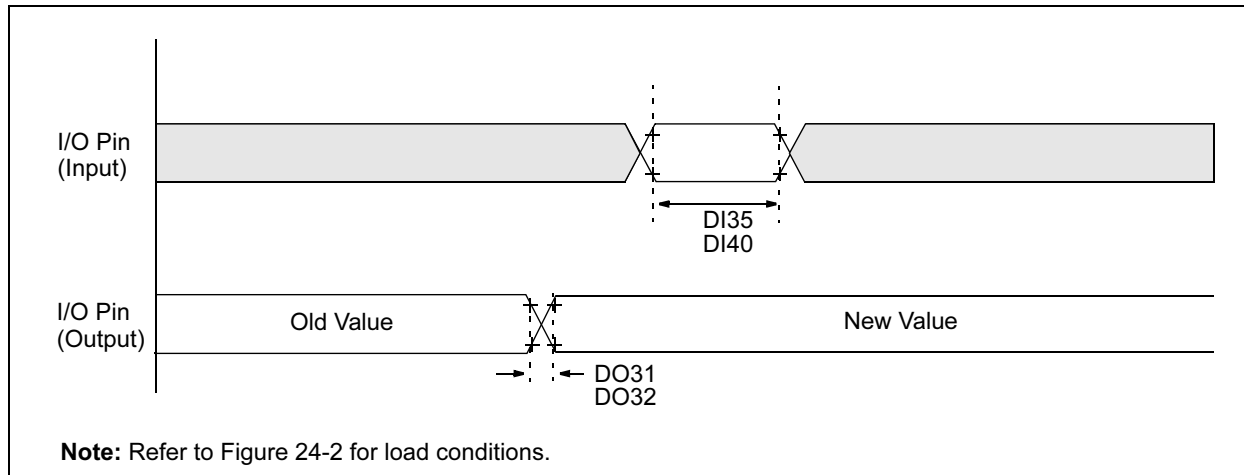 I/O Pin
(Input)
DI35
DI40
I/O Pin
(Output)
Old Value
New Value
DO31
DO32
Note: Refer to Figure 24-2 for load conditions.